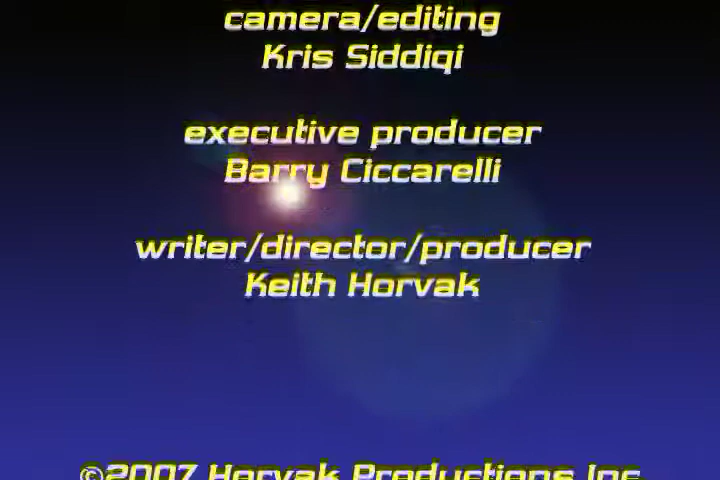 camera/editing
Kris Siddiqi
executive producer
Barry Ciccarelli
writer/director/producer
Keith Horvak
©2007 Horvak Productions Inc.